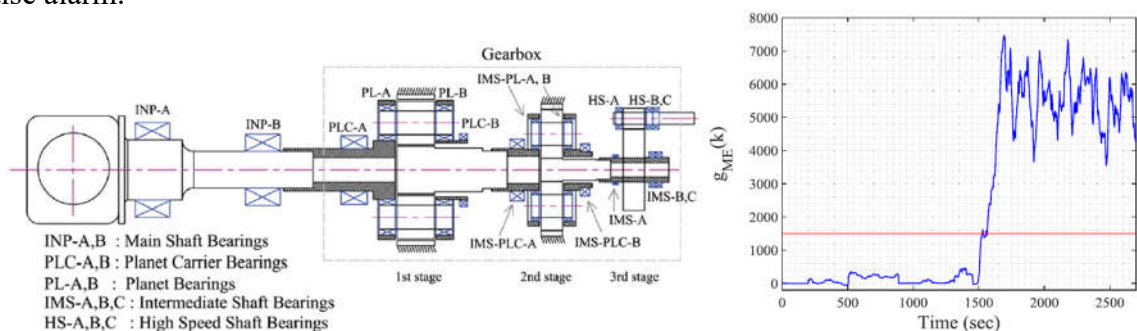 Gearbox
INP-A
INP-B
PLC-A
PL-A
PL-B
PLC-B
IMS-PL-A, B
HS-A
HS-B,C
IMS-B,C
IMS-A
IMS-PLC-A
IMS-PLC-B
1st stage
2nd stage
3rd stage
INP-A,B : Main Shaft Bearings
PLC-A,B : Planet Carrier Bearings
PL-A,B : Planet Bearings
IMS-A,B,C : Intermediate Shaft Bearings
HS-A,B,C : High Speed Shaft Bearings
8000
7000
6000
5000
4000
3000
2000
1000
0
g_ME(k)
0
500
1000
1500
2000
2500
Time (sec)